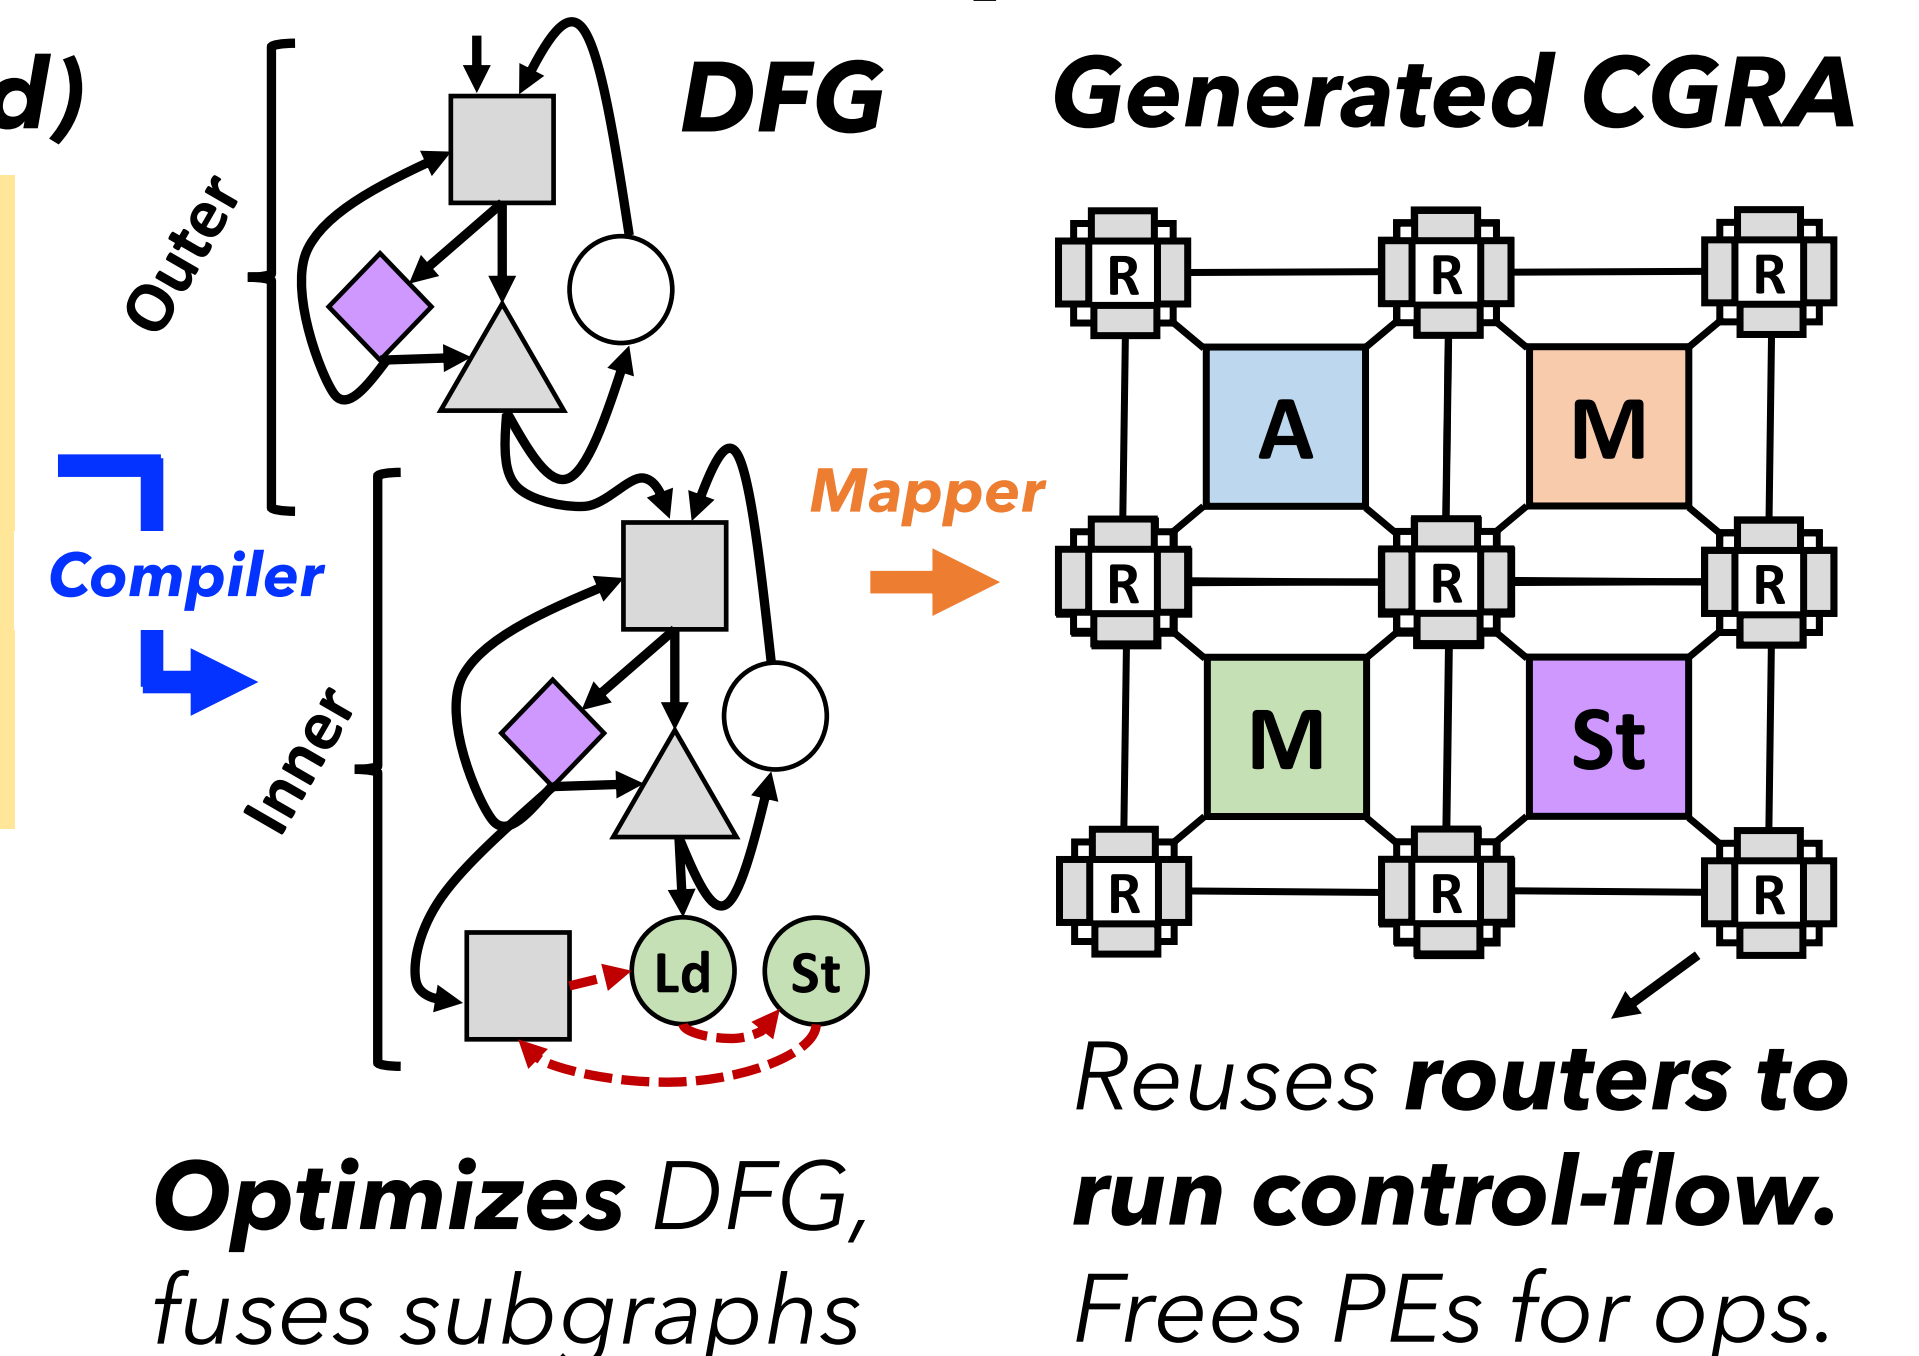 d)
DFG
Generated CGRA
Outer
R R R
A M
Mapper
Compiler
R R R
Inner
M St
R R R
Ld St
Reuses routers to
run control-flow.
Frees PEs for ops.
Optimizes DFG,
fuses subgraphs